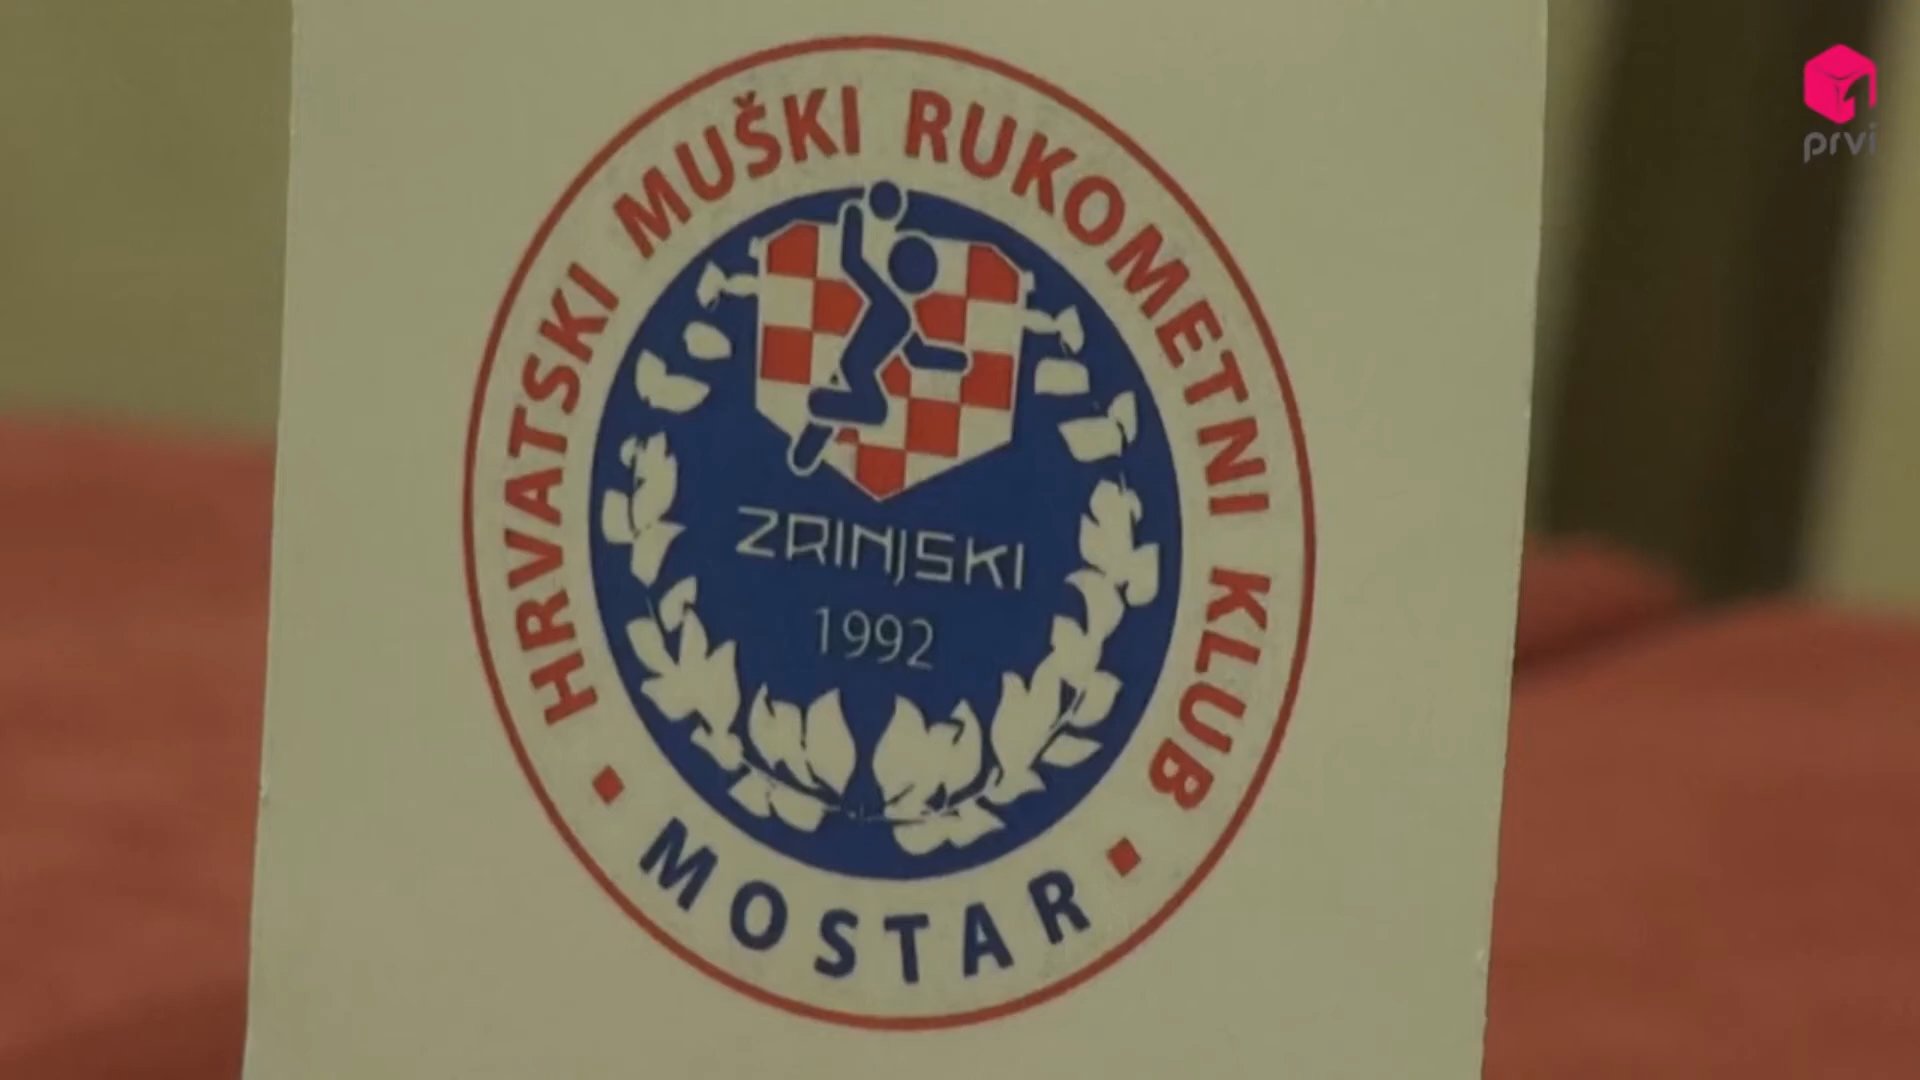 HRVATSKI MUŠKI RUKOMETNI KLUB
ZRINJSKI
1992
MOSTAR
prvi